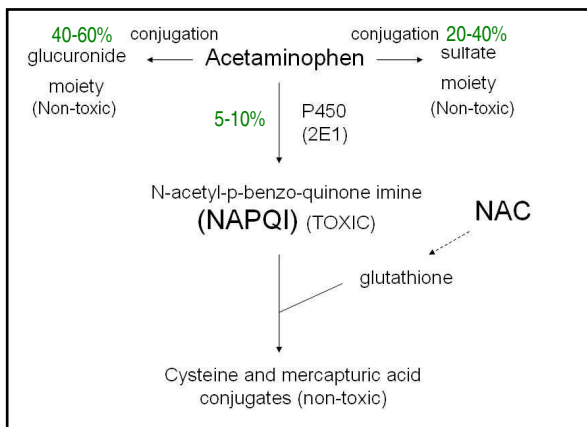 40-60% conjugation Acetaminophen conjugation 20-40%
glucuronide sulfate
moiety moiety
(Non-toxic) (Non-toxic)
5-10% P450
(2E1)
N-acetyl-p-benzo-quinone imine
(NAPQI) (TOXIC) NAC
glutathione
Cysteine and mercapturic acid
conjugates (non-toxic)